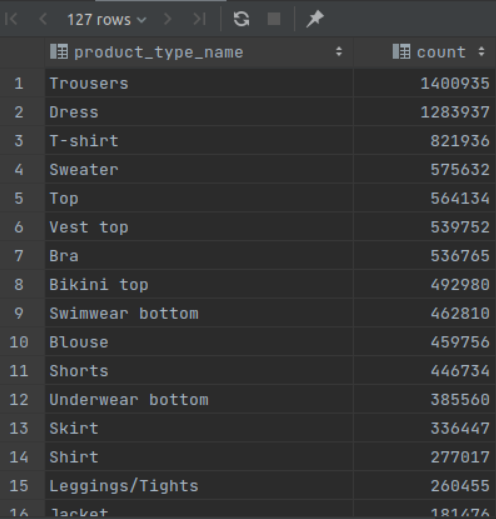 127 rows
product_type_name count
1 Trousers 1400935
2 Dress 1283937
3 T-shirt 821936
4 Sweater 575632
5 Top 564134
6 Vest top 539752
7 Bra 536765
8 Bikini top 492980
9 Swimwear bottom 462810
10 Blouse 459756
11 Shorts 446734
12 Underwear bottom 385560
13 Skirt 336447
14 Shirt 277017
15 Leggings/Tights 260455
16 Jacket 181476